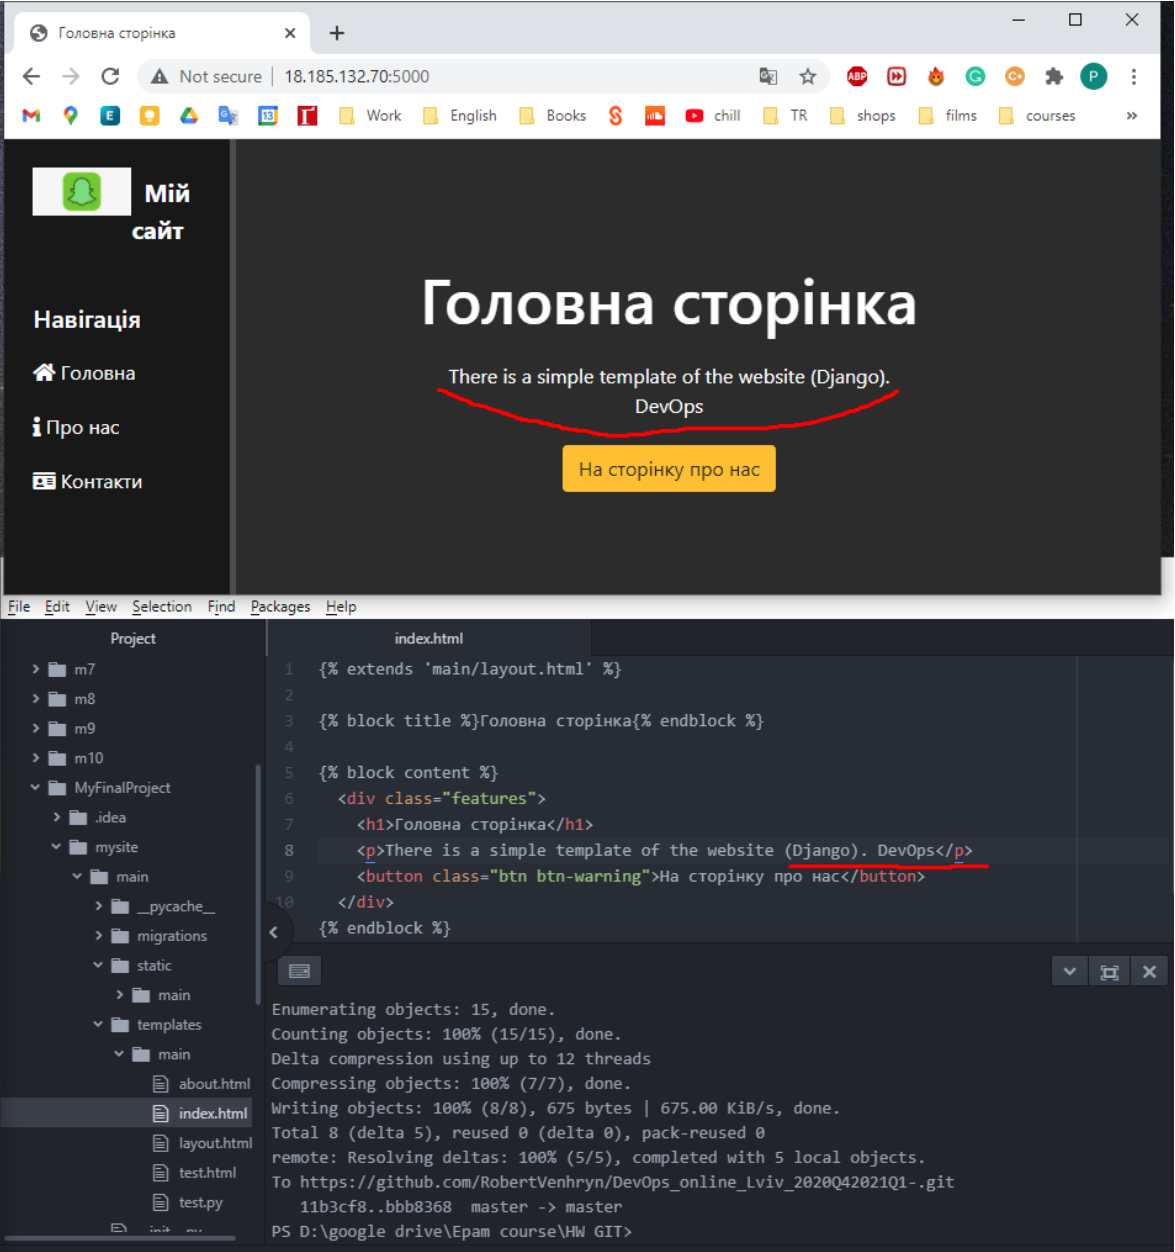 Головна сторінка
Not secure | 18.185.132.70:5000
ABP
C+
P
E
13
Work
English
Books
chill
TR
shops
films
courses
»
Мій
сайт
Навігація
Головна
Про нас
Контакти
Головна сторінка
There is a simple template of the website (Django).
DevOps
На сторінку про нас
File Edit View Selection Find Packages Help
Project
m7
m8
m9
m10
MyFinalProject
.idea
mysite
main
__pycache__
migrations
static
main
templates
main
about.html
index.html
layout.html
test.html
test.py
index.html
1 {% extends 'main/layout.html' %}
2
3 {% block title %}Головна сторінка{% endblock %}
4
5 {% block content %}
6 <div class="features">
7 <h1>Головна сторінка</h1>
8 <p>There is a simple template of the website (Django). DevOps</p>
9 <button class="btn btn-warning">На сторінку про нас</button>
10 </div>
{% endblock %}
Enumerating objects: 15, done.
Counting objects: 100% (15/15), done.
Delta compression using up to 12 threads
Compressing objects: 100% (7/7), done.
Writing objects: 100% (8/8), 675 bytes | 675.00 KiB/s, done.
Total 8 (delta 5), reused 0 (delta 0), pack-reused 0
remote: Resolving deltas: 100% (5/5), completed with 5 local objects.
To https://github.com/RobertVenhryn/DevOps_online_Lviv_2020Q42021Q1-.git
11b3cf8..bbb8368 master -> master
PS D:\google drive\Epam course\HW GIT>